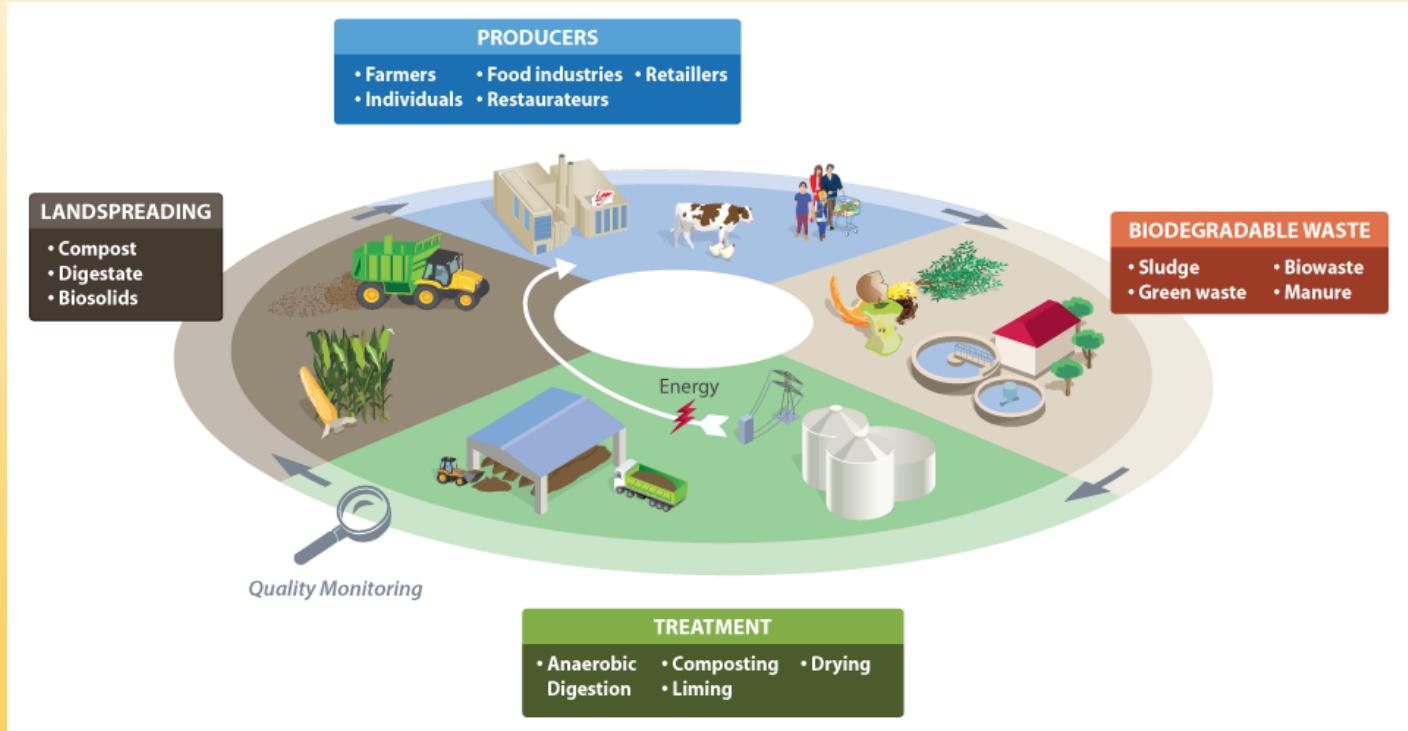 PRODUCERS
• Farmers • Food industries • Retaillers
• Individuals • Restaurateurs
LANDSPREADING
• Compost
• Digestate
• Biosolids
BIODEGRADABLE WASTE
• Sludge • Biowaste
• Green waste • Manure
Energy
Quality Monitoring
TREATMENT
• Anaerobic • Composting • Drying
Digestion • Liming